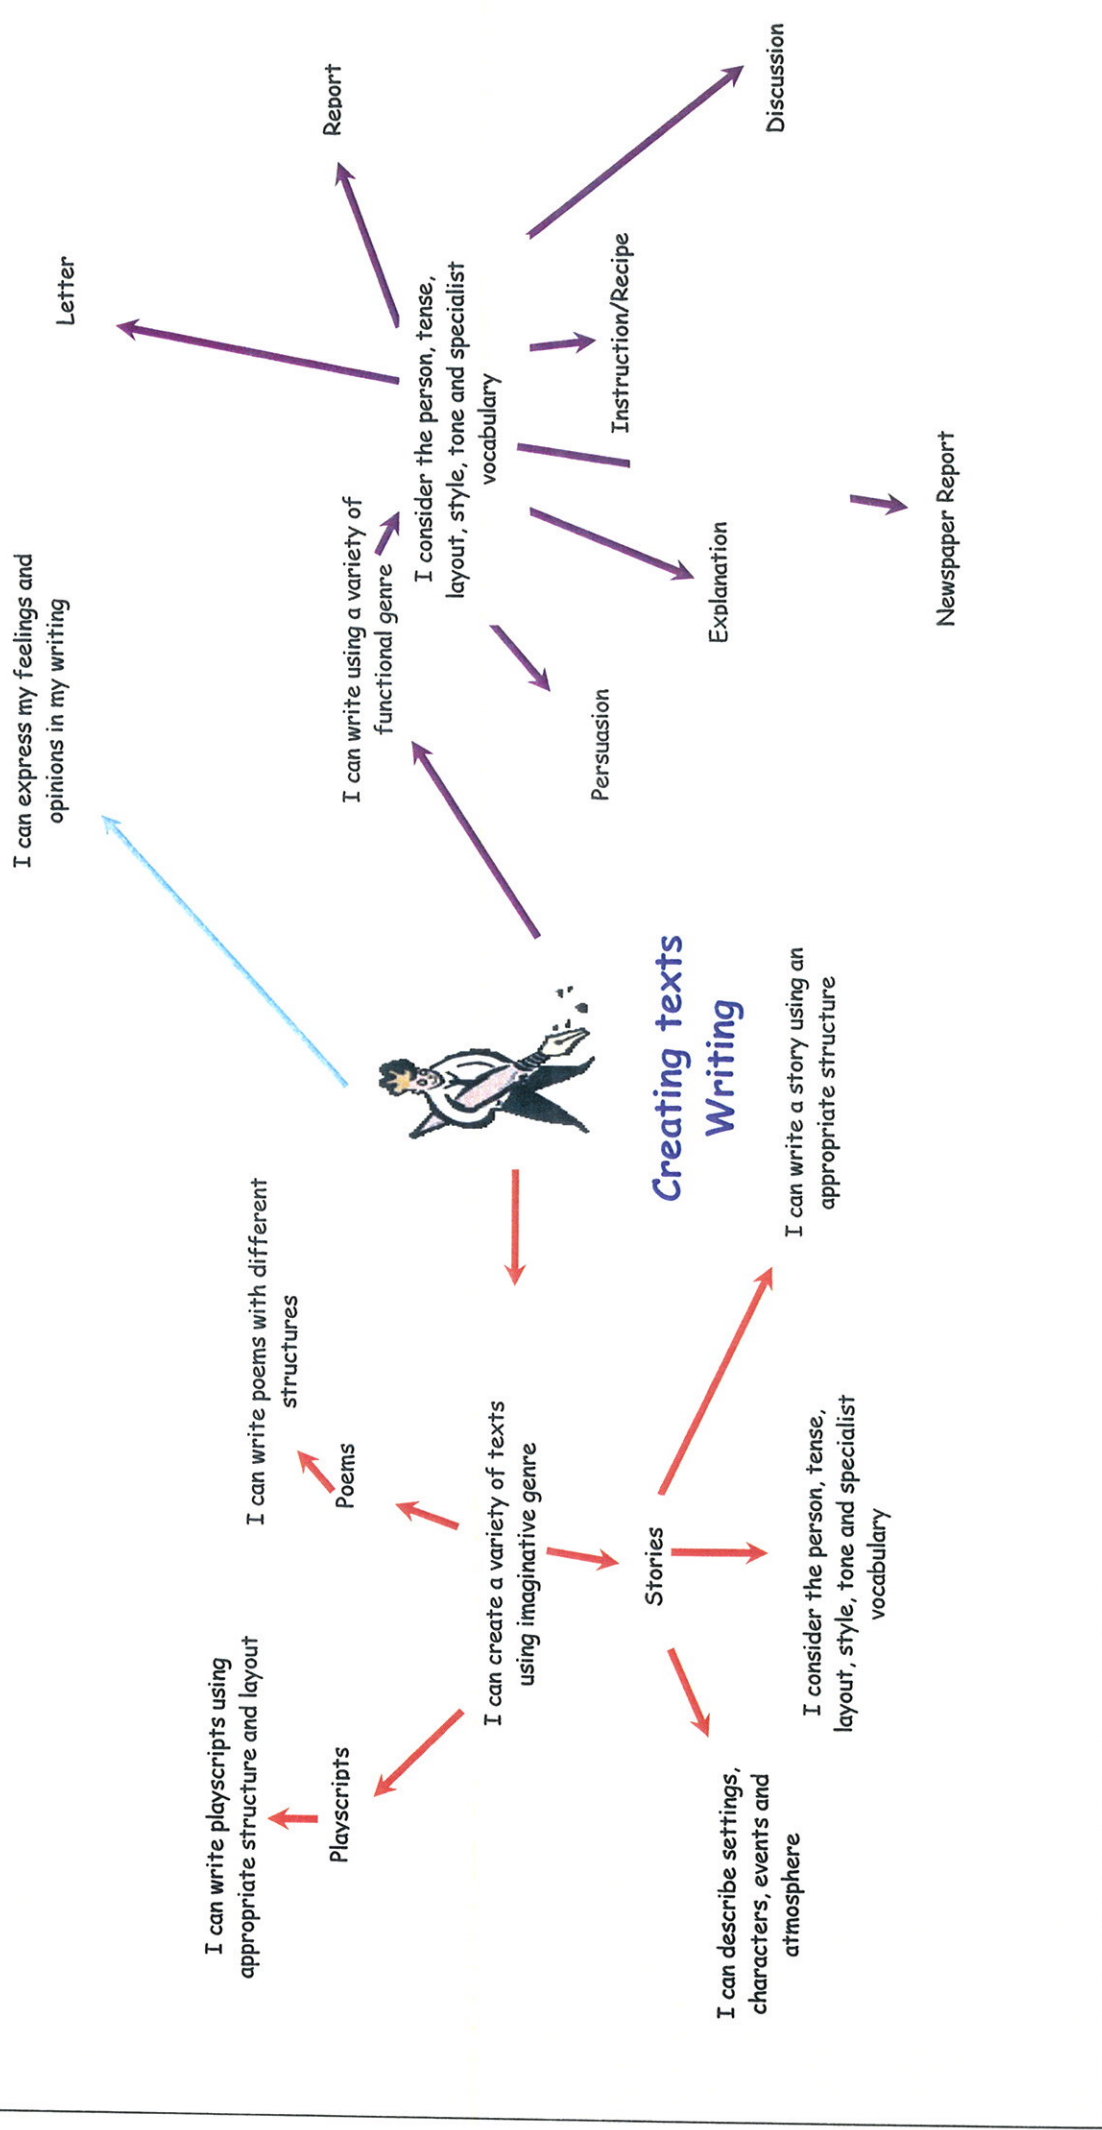 I can express my feelings and
opinions in my writing
Letter
Report
I can write using a variety of
functional genre
I consider the person, tense,
layout, style, tone and specialist
vocabulary
Persuasion
Explanation
Instruction/Recipe
Discussion
Newspaper Report
Creating texts
Writing
I can create a variety of texts
using imaginative genre
Playscripts
I can write playscripts using
appropriate structure and layout
Poems
I can write poems with different
structures
Stories
I can describe settings,
characters, events and
atmosphere
I consider the person, tense,
layout, style, tone and specialist
vocabulary
I can write a story using an
appropriate structure